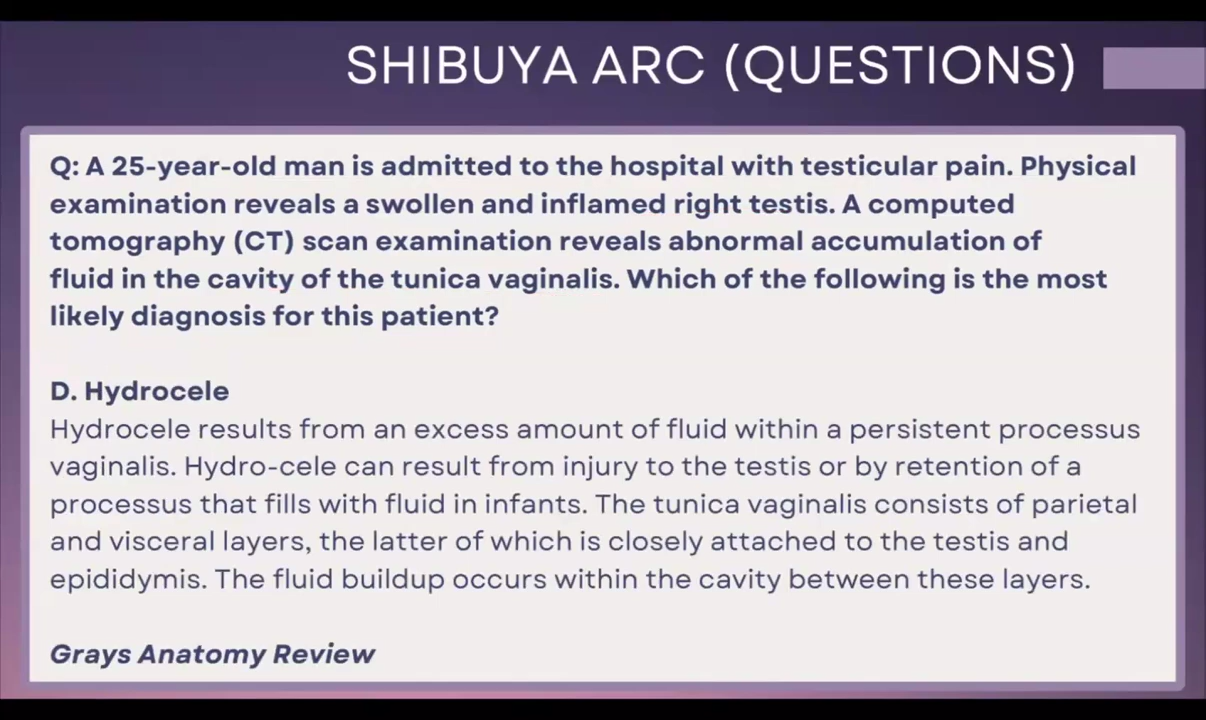 SHIBUYA ARC (QUESTIONS)
Q: A 25-year-old man is admitted to the hospital with testicular pain. Physical
examination reveals a swollen and inflamed right testis. A computed
tomography (CT) scan examination reveals abnormal accumulation of
fluid in the cavity of the tunica vaginalis. Which of the following is the most
likely diagnosis for this patient?
D. Hydrocele
Hydrocele results from an excess amount of fluid within a persistent processus
vaginalis. Hydro-cele can result from injury to the testis or by retention of a
processus that fills with fluid in infants. The tunica vaginalis consists of parietal
and visceral layers, the latter of which is closely attached to the testis and
epididymis. The fluid buildup occurs within the cavity between these layers.
Grays Anatomy Review